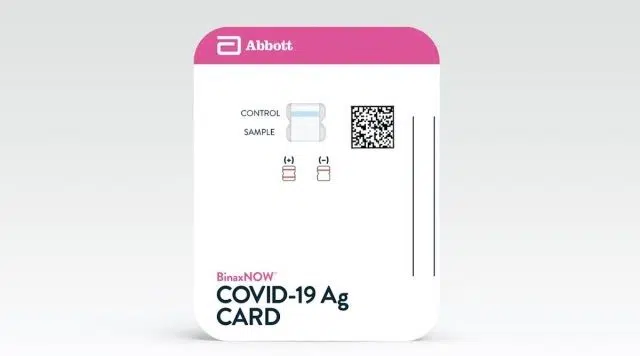 Abbott
CONTROL
SAMPLE
(+) (-)
BinaxNOW™
COVID-19 Ag
CARD